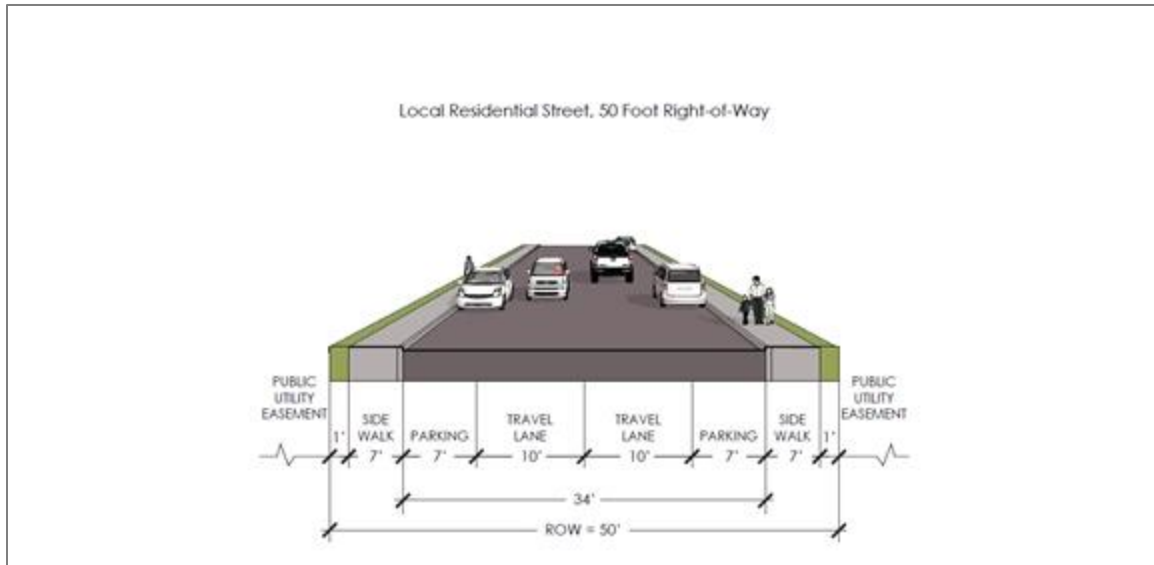 Local Residential Street, 50 Foot Right-of-Way
PUBLIC
UTILITY
EASEMENT
1'
SIDE
WALK
7'
PARKING
7'
TRAVEL
LANE
10'
TRAVEL
LANE
10'
PARKING
7'
SIDE
WALK
7'
1'
PUBLIC
UTILITY
EASEMENT
34'
ROW = 50'